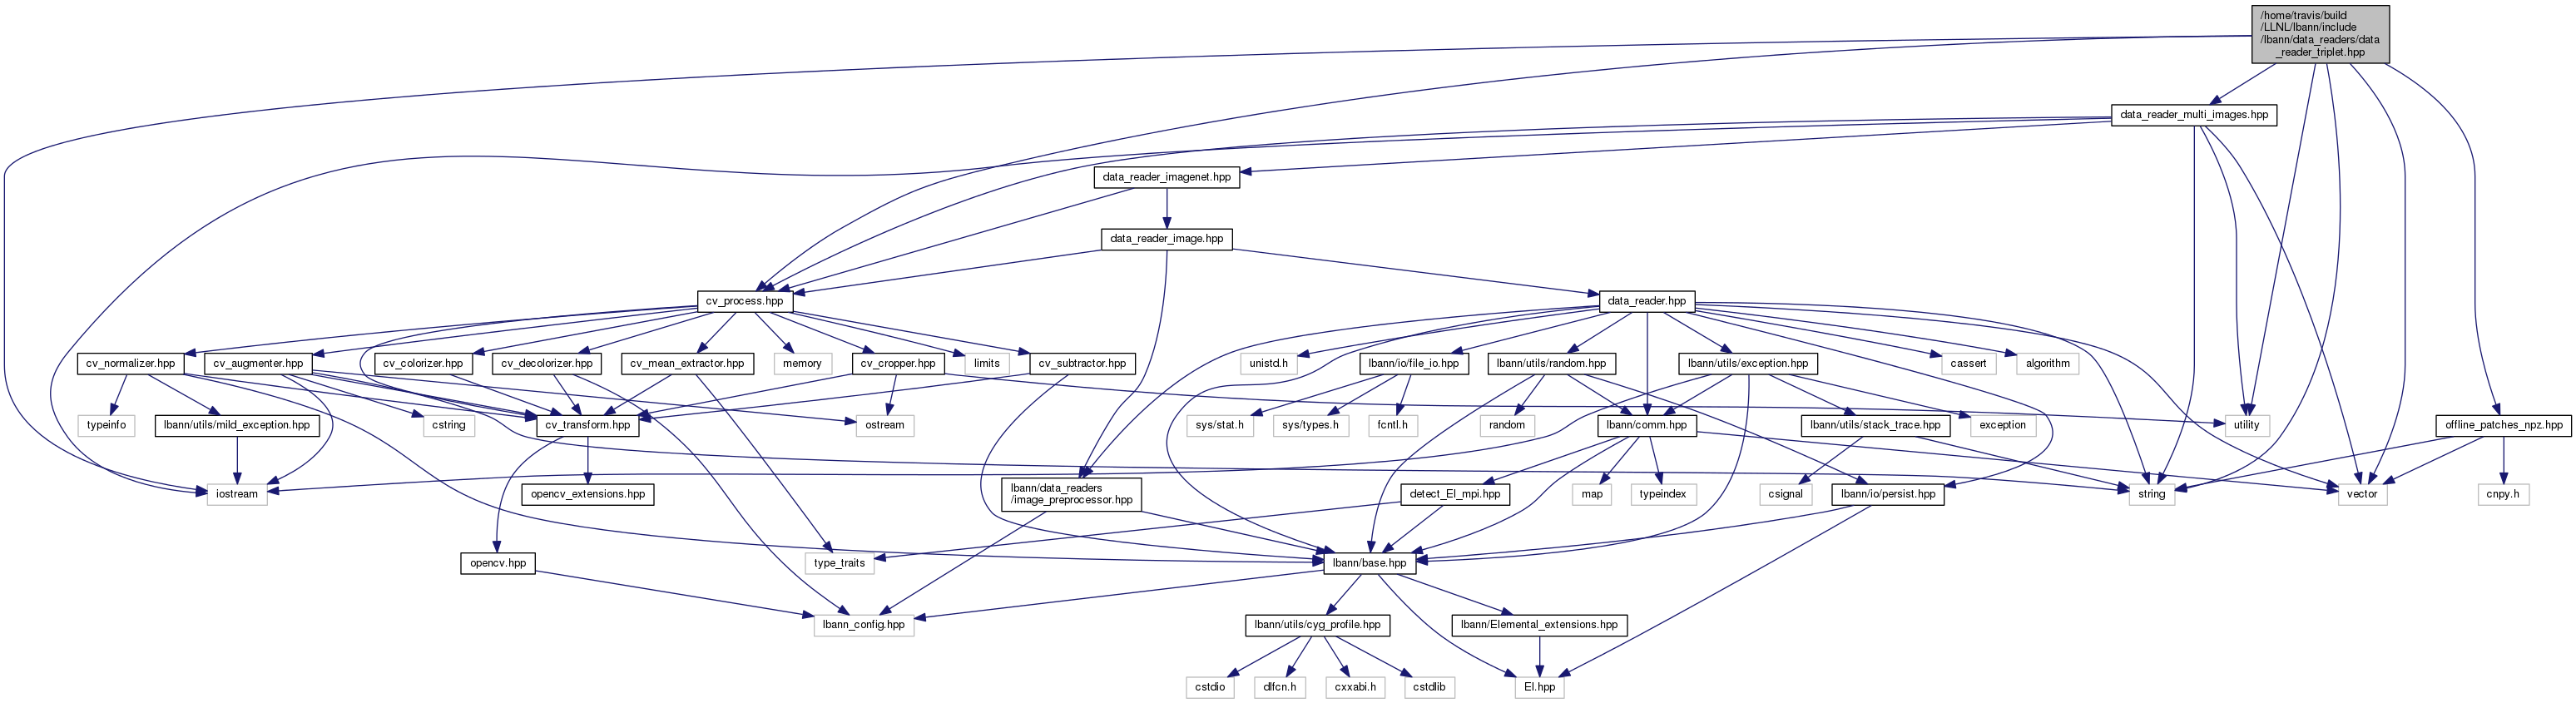 /home/travis/build
/LLNL/lbann/include
/lbann/data_readers/data
_reader_triplet.hpp
data_reader_multi_images.hpp
data_reader_imagenet.hpp
data_reader_image.hpp
cv_process.hpp
data_reader.hpp
cv_normalizer.hpp
cv_augmenter.hpp
cv_colorizer.hpp
cv_decolorizer.hpp
cv_mean_extractor.hpp
memory
cv_cropper.hpp
limits
cv_subtractor.hpp
unistd.h
lbann/io/file_io.hpp
lbann/utils/random.hpp
lbann/utils/exception.hpp
cassert
algorithm
typeinfo
lbann/utils/mild_exception.hpp
cstring
cv_transform.hpp
ostream
sys/stat.h
sys/types.h
fcntl.h
random
lbann/comm.hpp
lbann/utils/stack_trace.hpp
exception
utility
offline_patches_npz.hpp
iostream
opencv_extensions.hpp
lbann/data_readers
/image_preprocessor.hpp
detect_El_mpi.hpp
map
typeindex
csignal
lbann/io/persist.hpp
string
vector
cnpy.h
opencv.hpp
type_traits
lbann/base.hpp
lbann_config.hpp
lbann/utils/cyg_profile.hpp
lbann/Elemental_extensions.hpp
cstdio
dlfcn.h
cxxabi.h
cstdlib
El.hpp